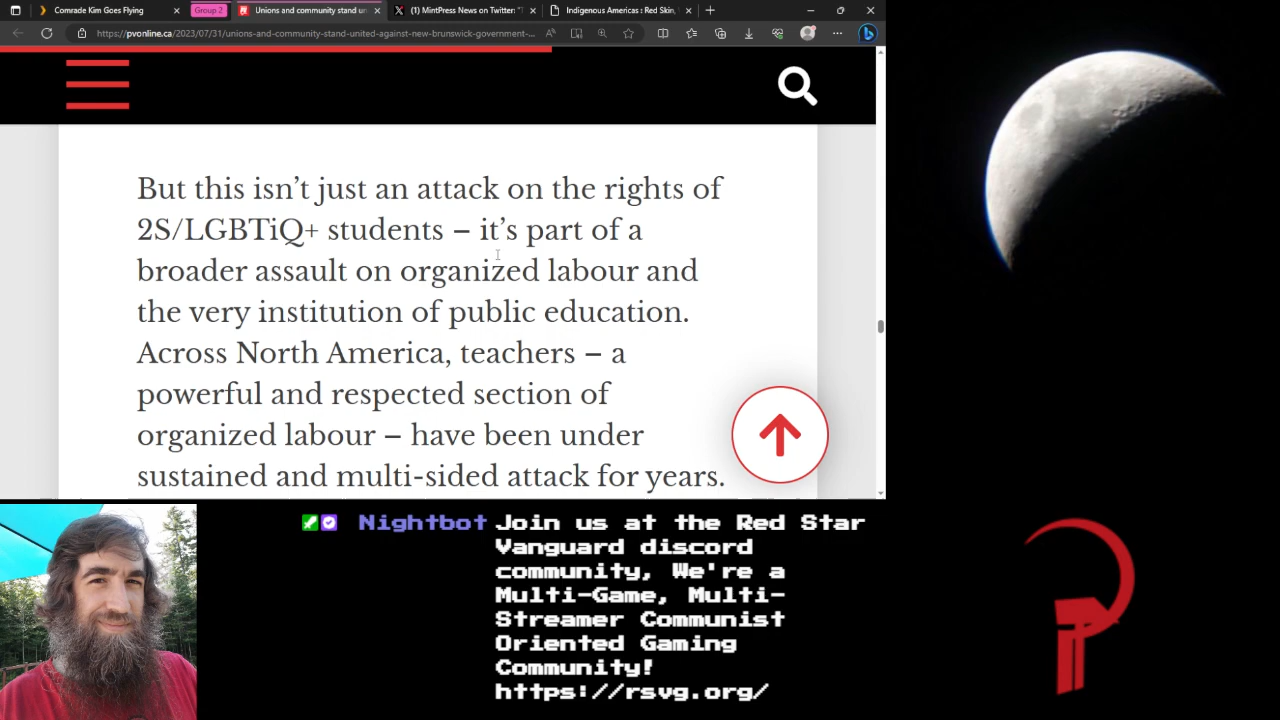 Comrade Kim Goes Flying
Group 2
Unions and community stand un
(1) MintPress News on Twitter: "T
Indigenous Americas : Red Skin,
https://pvonline.ca/2023/07/31/unions-and-community-stand-united-against-new-brunswick-government-...
But this isn't just an attack on the rights of
2S/LGBTiQ+ students – it's part of a
broader assault on organized labour and
the very institution of public education.
Across North America, teachers – a
powerful and respected section of
organized labour – have been under
sustained and multi-sided attack for years.
Nightbot Join us at the Red Star
Vanguard discord
community, We're a
Multi-Game, Multi-
Streamer Communist
Oriented Gaming
Community!
https://rsvg.org/